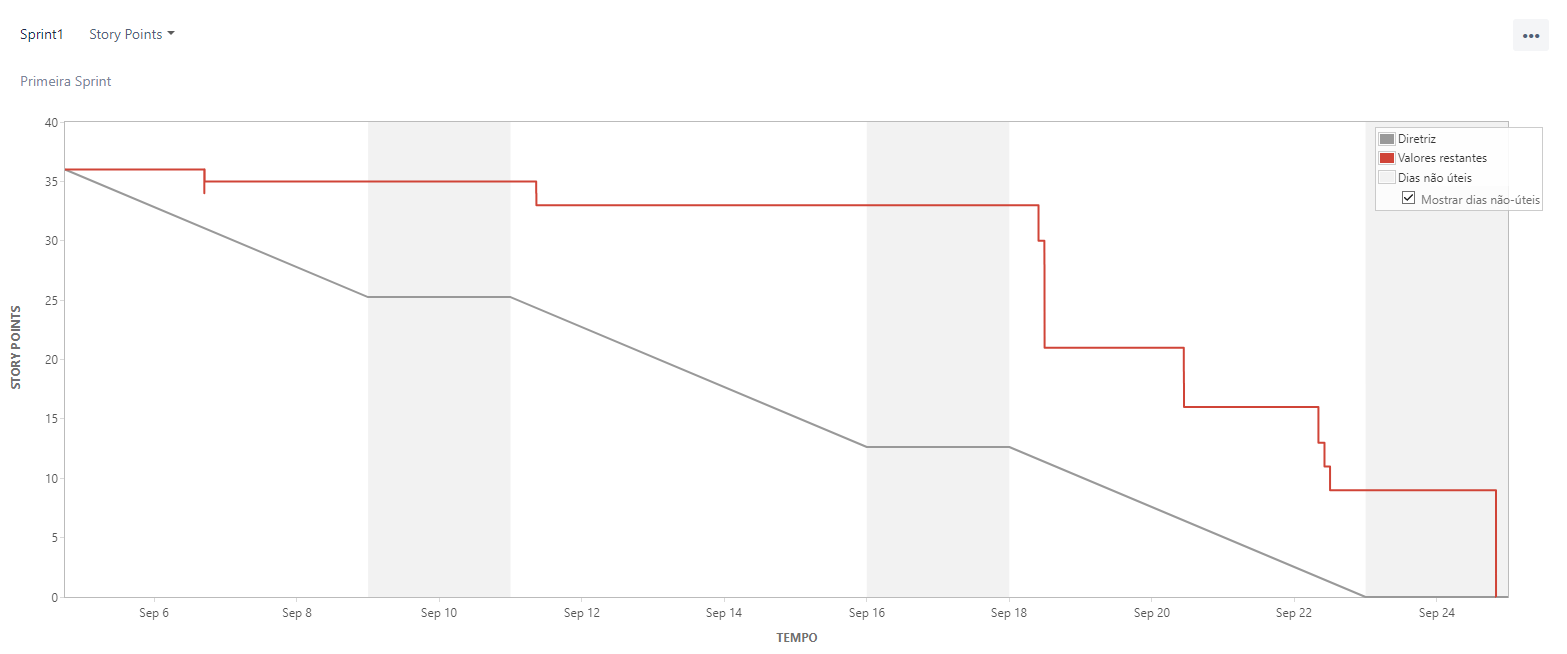 Sprint1 Story Points
•••
Primeira Sprint
40
35
30
25
20
15
10
5
0
STORY POINTS
Diretriz
Valores restantes
Dias não úteis
Mostrar dias não-úteis
Sep 6 Sep 8 Sep 10 Sep 12 Sep 14 Sep 16 Sep 18 Sep 20 Sep 22 Sep 24
TEMPO